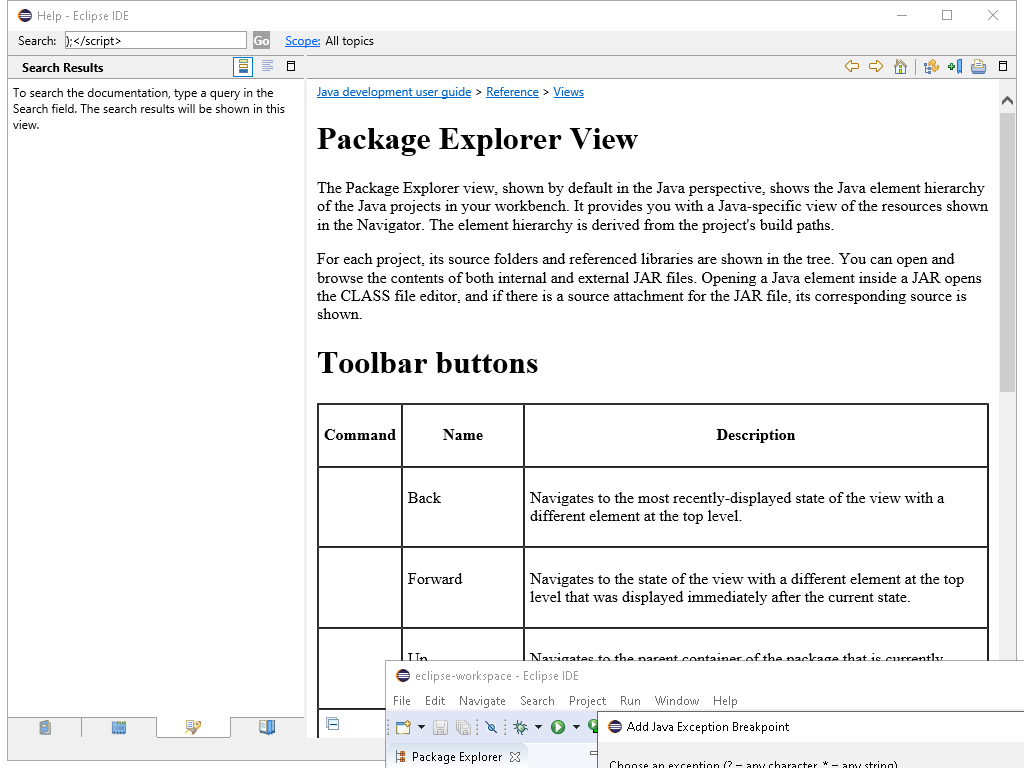 Help - Eclipse IDE
Search: );</script> Go Scope: All topics
Search Results
To search the documentation, type a query in the
Search field. The search results will be shown in this
view.
Java development user guide > Reference > Views
Package Explorer View
The Package Explorer view, shown by default in the Java perspective, shows the Java element hierarchy
of the Java projects in your workbench. It provides you with a Java-specific view of the resources shown
in the Navigator. The element hierarchy is derived from the project's build paths.
For each project, its source folders and referenced libraries are shown in the tree. You can open and
browse the contents of both internal and external JAR files. Opening a Java element inside a JAR opens
the CLASS file editor, and if there is a source attachment for the JAR file, its corresponding source is
shown.
Toolbar buttons
Command Name Description
Back Navigates to the most recently-displayed state of the view with a
different element at the top level.
Forward Navigates to the state of the view with a different element at the top
level that was displayed immediately after the current state.
Up Navigates to the parent container of the package that is currently
eclipse-workspace - Eclipse IDE
File Edit Navigate Search Project Run Window Help
Add Java Exception Breakpoint
Package Explorer
Choose an exception (? = any character, * = any string)